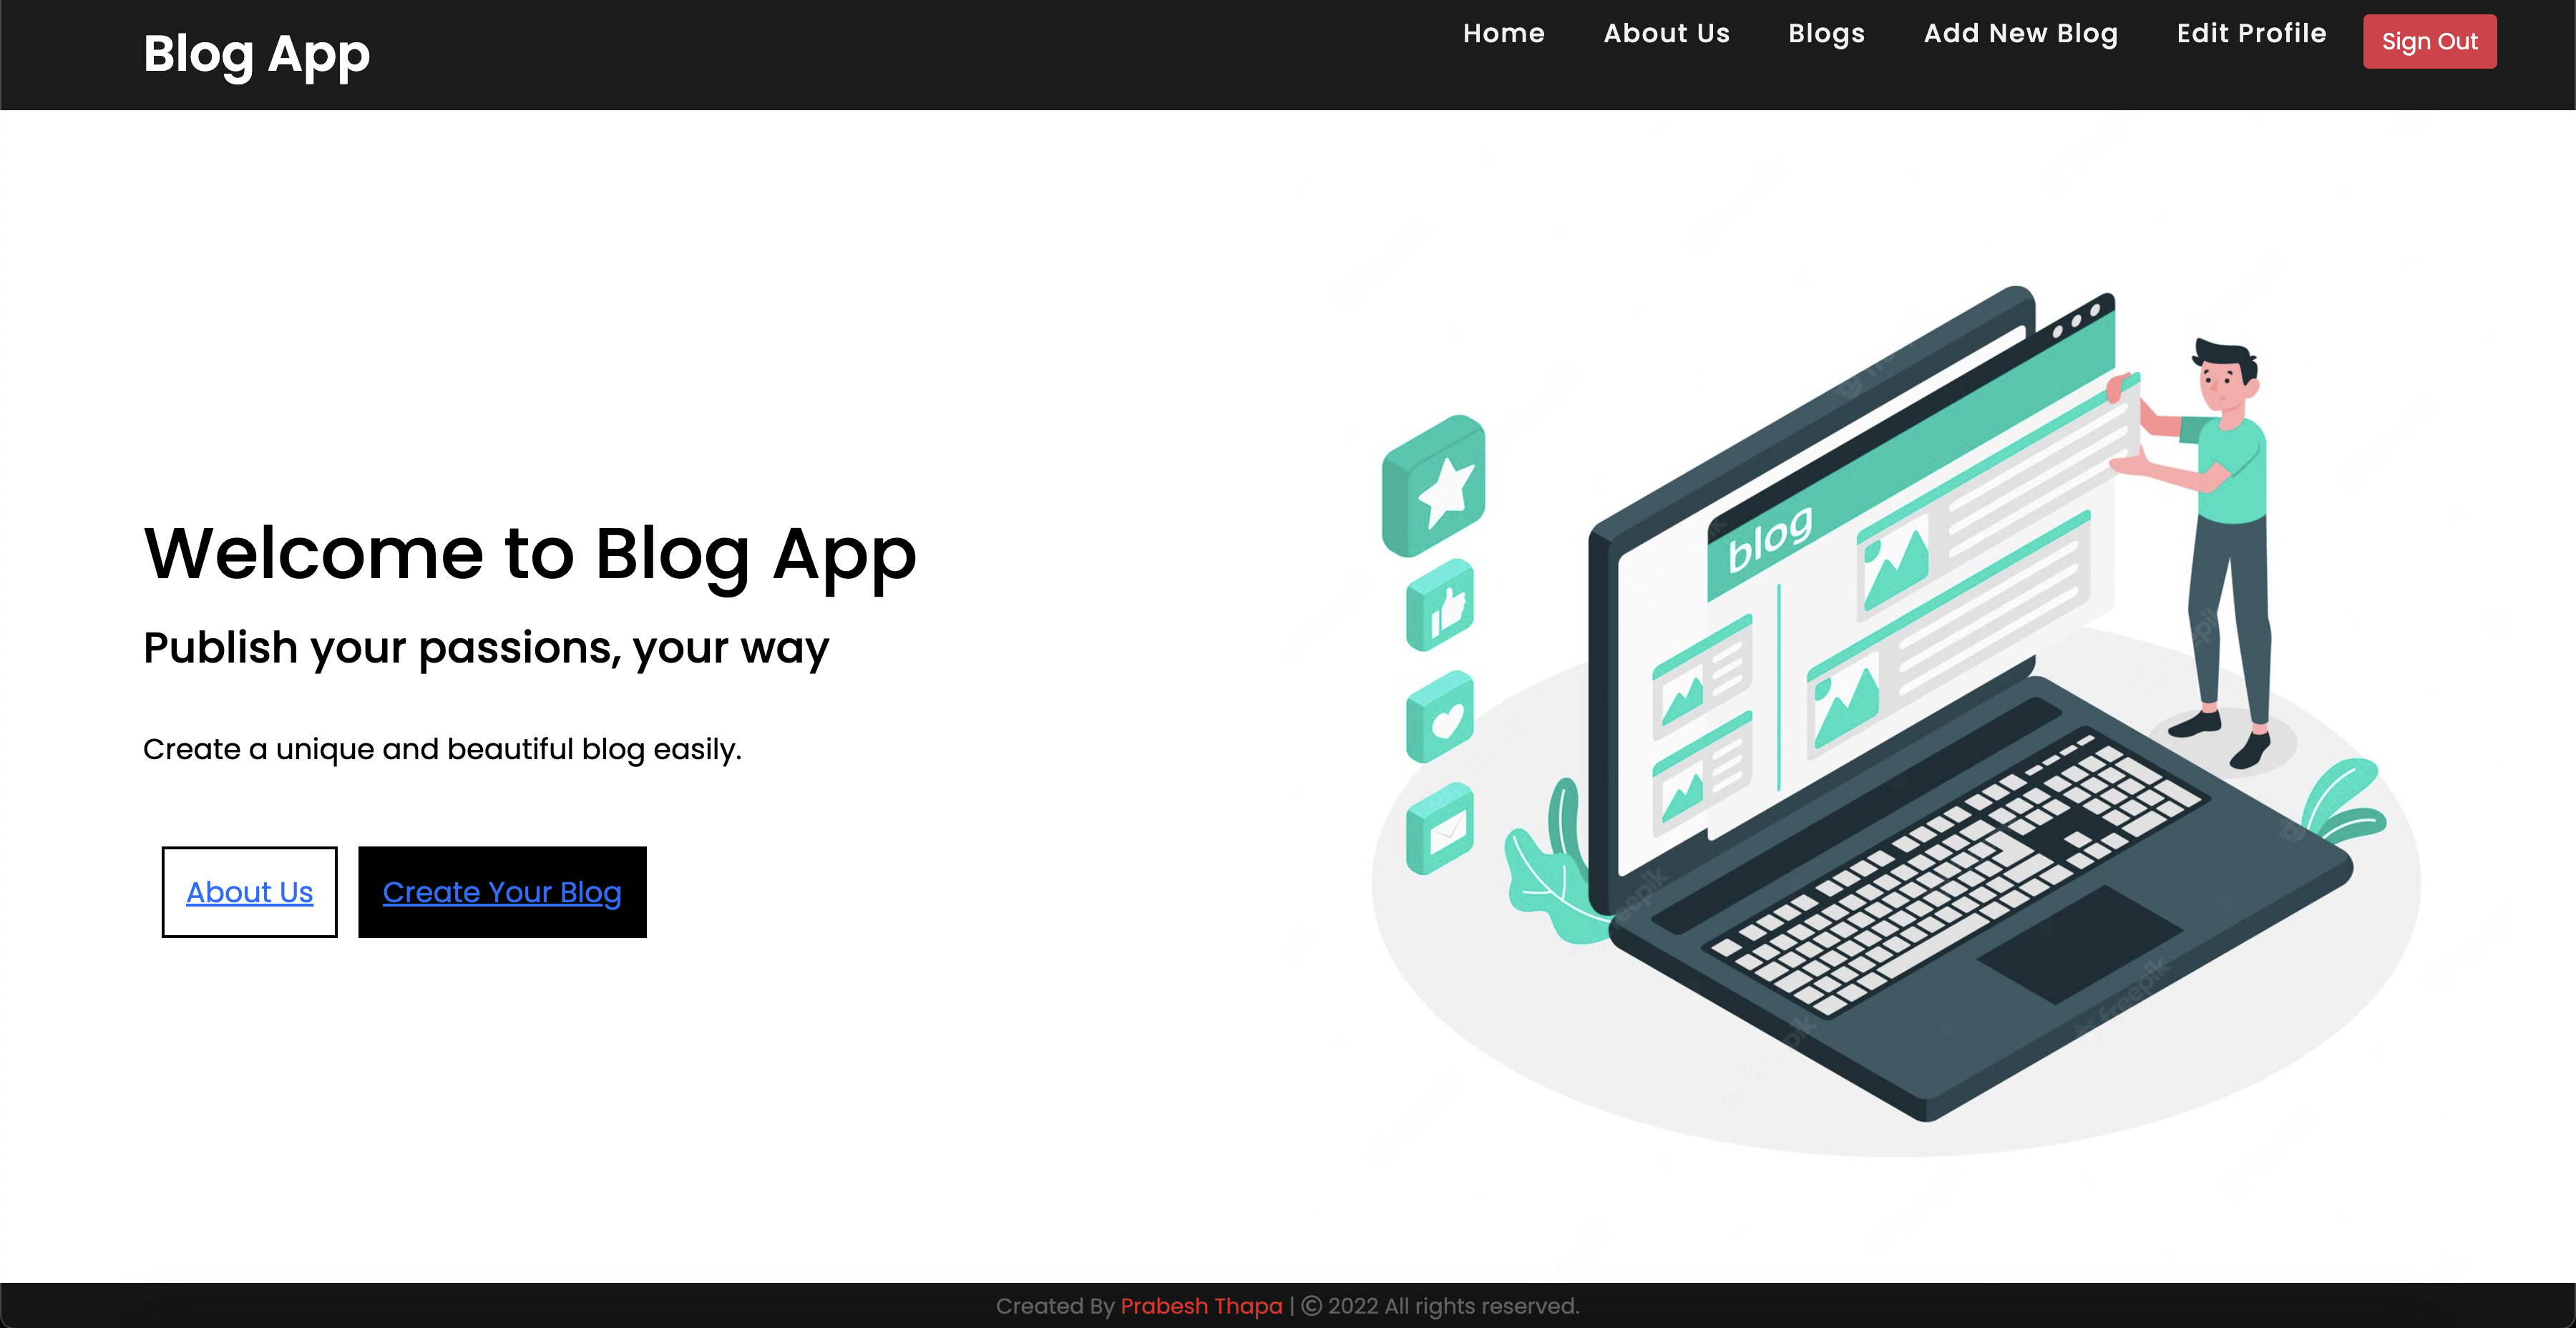 Blog App
Home About Us Blogs Add New Blog Edit Profile Sign Out
blog
Welcome to Blog App
Publish your passions, your way
Create a unique and beautiful blog easily.
About Us Create Your Blog
freepik
Created By Prabesh Thapa | © 2022 All rights reserved.